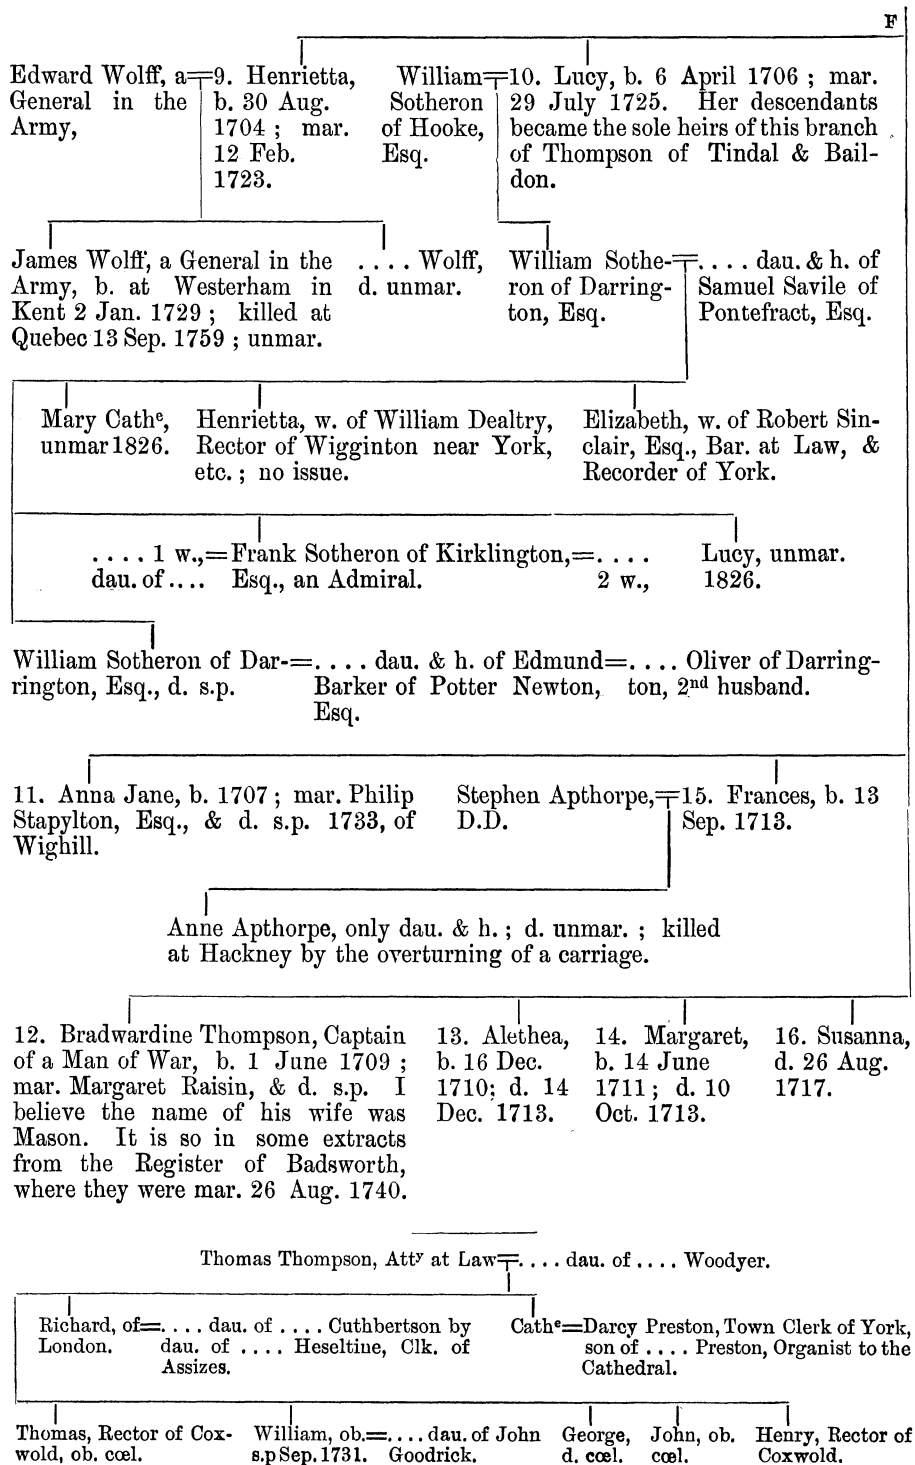 F
Edward Wolff, a=9. Henrietta,
General in the b. 30 Aug.
Army, 1704 ; mar.
12 Feb.
1723.
William=10. Lucy, b. 6 April 1706 ; mar.
Sotheron 29 July 1725. Her descendants
of Hooke, became the sole heirs of this branch
Esq. of Thompson of Tindal & Bail-
don.
James Wolff, a General in the
Army, b. at Westerham in
Kent 2 Jan. 1729 ; killed at
Quebec 13 Sep. 1759 ; unmar.
. . . . Wolff,
d. unmar.
William Sothe-=. . . . dau. & h. of
ron of Darring- Samuel Savile of
ton, Esq. Pontefract, Esq.
Mary Cathe,
unmar 1826.
Henrietta, w. of William Dealtry,
Rector of Wigginton near York,
etc. ; no issue.
Elizabeth, w. of Robert Sin-
clair, Esq., Bar. at Law, &
Recorder of York.
. . . . 1 w.,=Frank Sotheron of Kirklington,=. . . .
dau. of . . . . Esq., an Admiral. 2 w.,
Lucy, unmar.
1826.
William Sotheron of Dar-=. . . . dau. & h. of Edmund=. . . . Oliver of Darring-
rington, Esq., d. s.p. Barker of Potter Newton, ton, 2nd husband.
Esq.
11. Anna Jane, b. 1707 ; mar. Philip
Stapylton, Esq., & d. s.p. 1733, of
Wighill.
Stephen Apthorpe,=15. Frances, b. 13
D.D. Sep. 1713.
Anne Apthorpe, only dau. & h. ; d. unmar. ; killed
at Hackney by the overturning of a carriage.
12. Bradwardine Thompson, Captain
of a Man of War, b. 1 June 1709 ;
mar. Margaret Raisin, & d. s.p. I
believe the name of his wife was
Mason. It is so in some extracts
from the Register of Badsworth,
where they were mar. 26 Aug. 1740.
13. Alethea,
b. 16 Dec.
1710; d. 14
Dec. 1713.
14. Margaret,
b. 14 June
1711 ; d. 10
Oct. 1713.
16. Susanna,
d. 26 Aug.
1717.
Thomas Thompson, Atty at Law=. . . . dau. of . . . . Woodyer.
Richard, of=. . . . dau. of . . . . Cuthbertson by
London. dau. of . . . . Heseltine, Clk. of
Assizes.
Cathe=Darcy Preston, Town Clerk of York,
son of . . . . Preston, Organist to the
Cathedral.
Thomas, Rector of Cox-
wold, ob. cœl.
William, ob.=. . . . dau. of John
s.p Sep. 1731. Goodrick.
George,
d. cœl.
John, ob.
cœl.
Henry, Rector of
Coxwold.